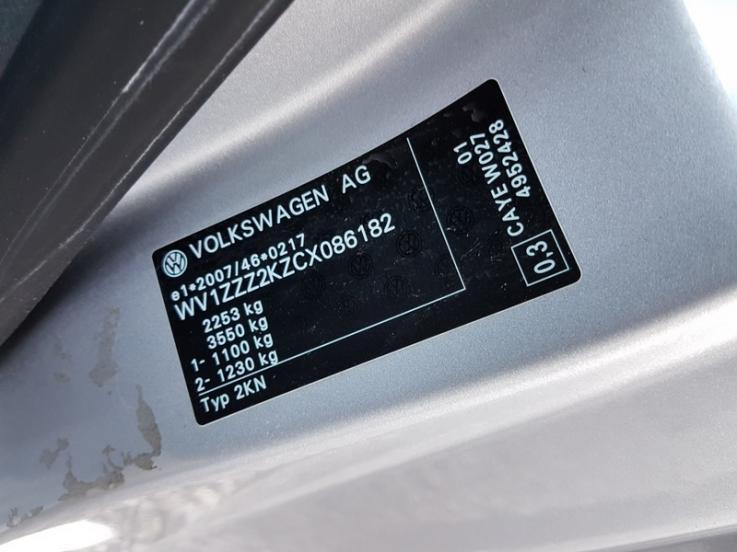 VOLKSWAGEN AG
e1*2007/46*0217
WV1ZZZ2KZCX086182
2253 kg
3550 kg
1- 1100 kg
2- 1230 kg
Typ 2KN
01
CAYE W027
4952428
0,3